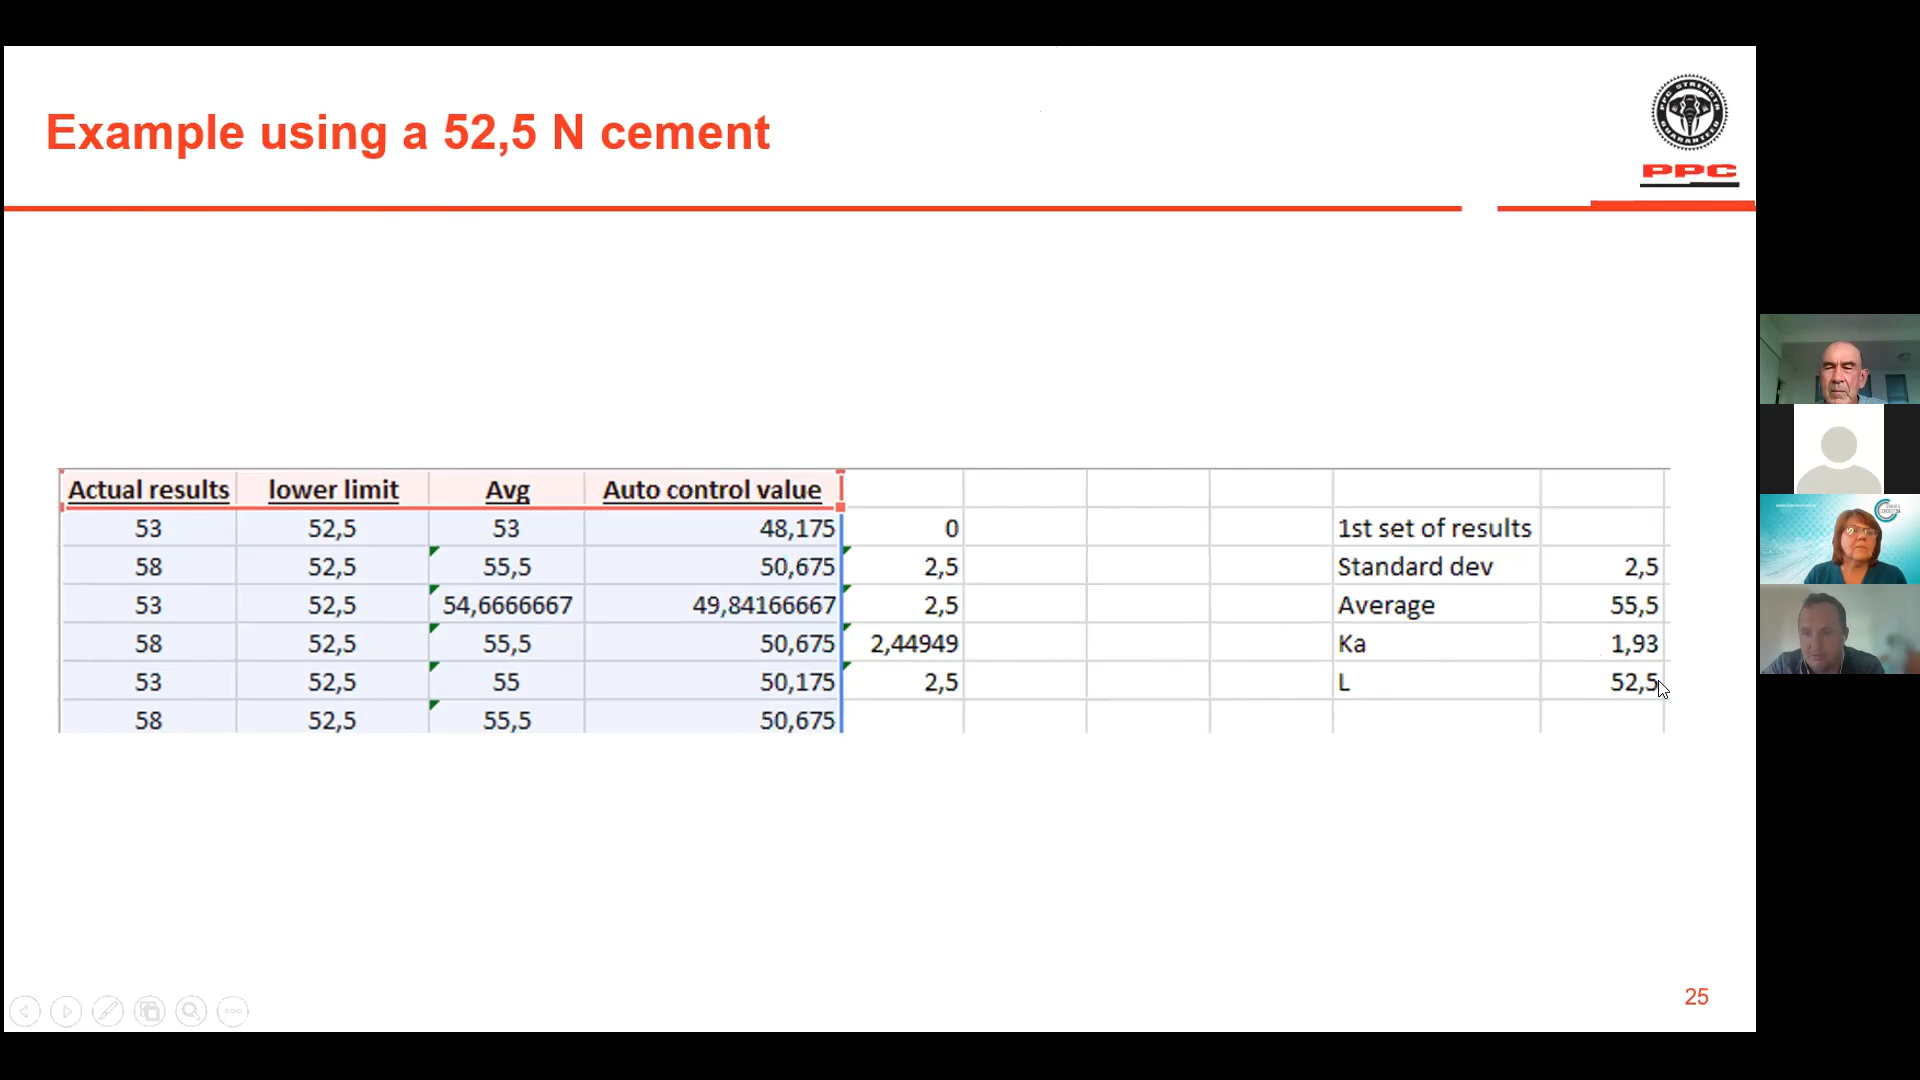 Example using a 52,5 N cement
PPC STRENGTH
GUARANTEED
PPC
Actual results lower limit Avg Auto control value
53 52,5 53 48,175 0 1st set of results
58 52,5 55,5 50,675 2,5 Standard dev 2,5
53 52,5 54,6666667 49,84166667 2,5 Average 55,5
58 52,5 55,5 50,675 2,44949 Ka 1,93
53 52,5 55 50,175 2,5 L 52,5
58 52,5 55,5 50,675
25